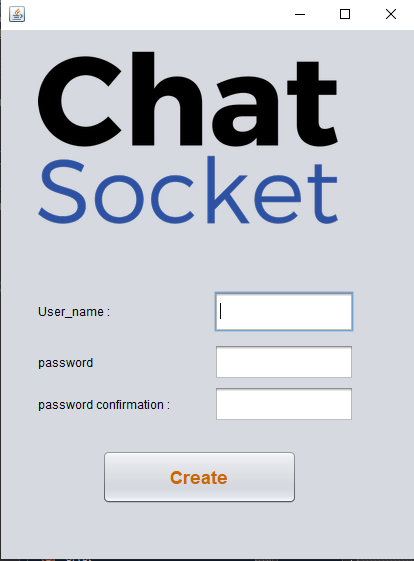 Chat
Socket
User_name :
password
password confirmation :
Create